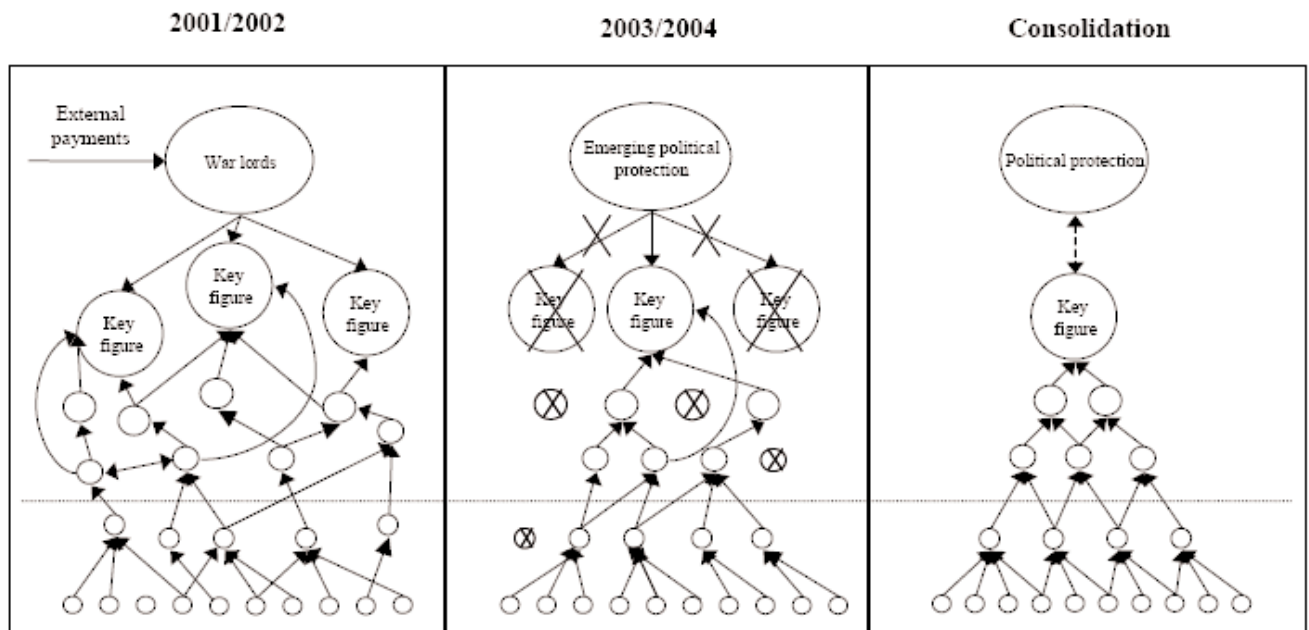 2001/2002
2003/2004
Consolidation
External
payments
War lords
Key
figure
Key
figure
Key
figure
Emerging political
protection
Key
figure
Key
figure
Key
figure
Political protection
Key
figure